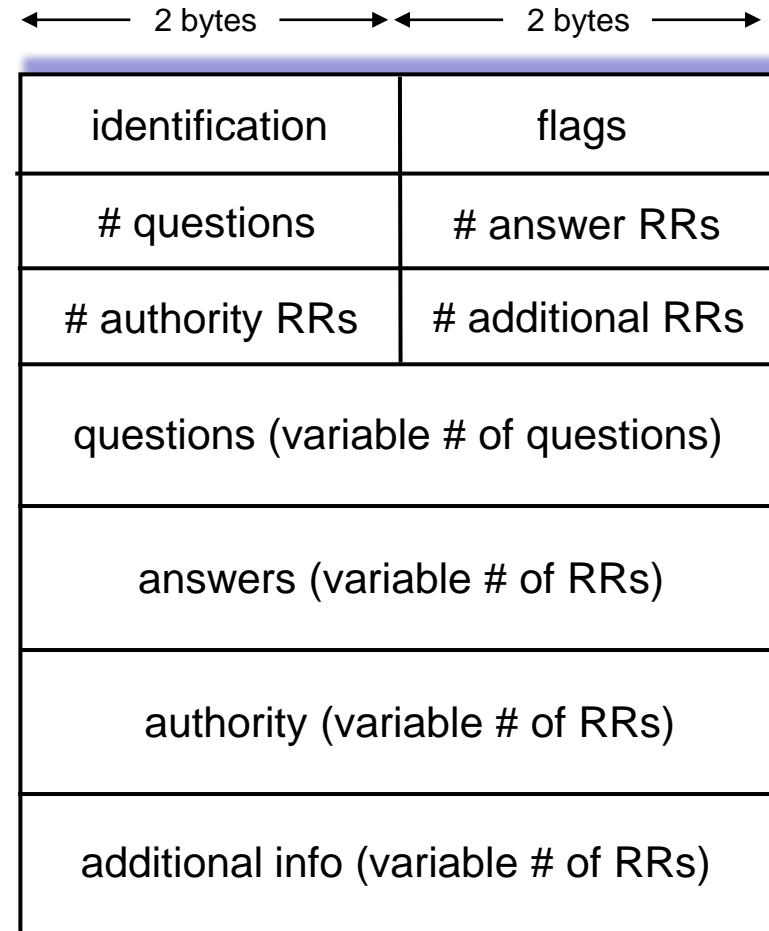 2 bytes 2 bytes
identification flags
# questions # answer RRs
# authority RRs # additional RRs
questions (variable # of questions)
answers (variable # of RRs)
authority (variable # of RRs)
additional info (variable # of RRs)